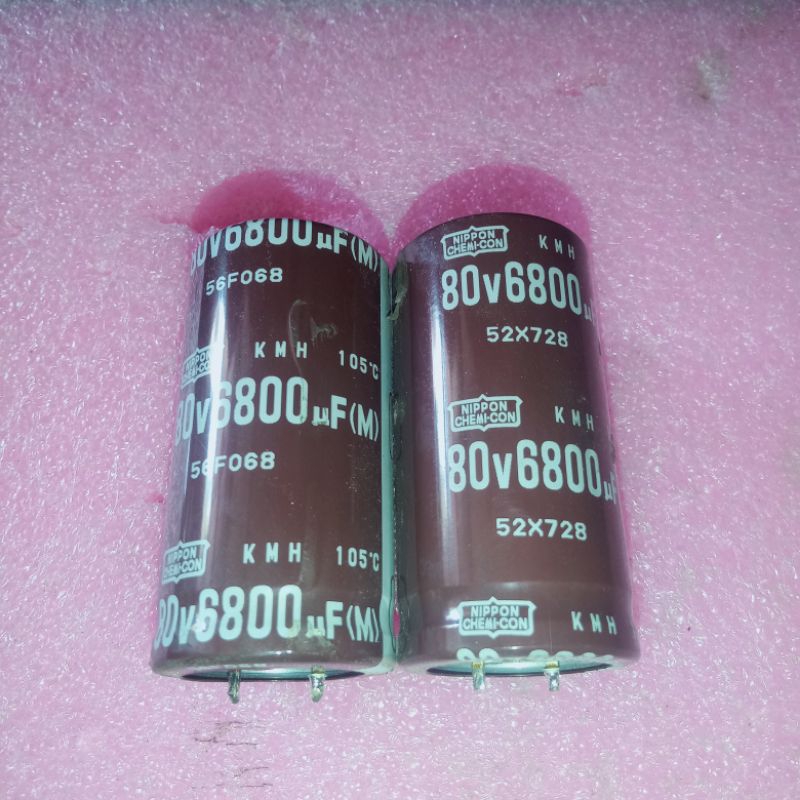 80v6800µF(M)
56F068
NIPPON
CHEMI-CON
KMH 105°C
80v6800µF(M)
56F068
NIPPON
CHEMI-CON
KMH 105°C
80v6800µF(M)
NIPPON
CHEMI-CON
KMH
80v6800µ
52X728
NIPPON
CHEMI-CON
KMH
80v6800µF
52X728
NIPPON
CHEMI-CON
KMH